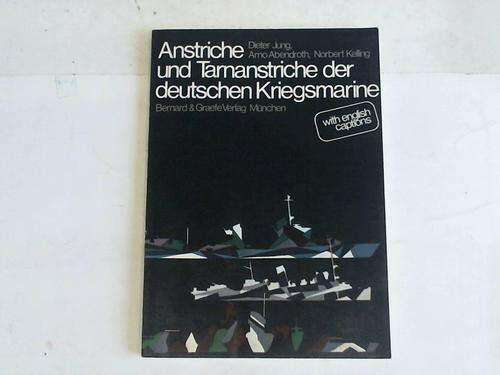 Anstriche Dieter Jung,
Arno Abendroth, Norbert Kelling
und Tarnanstriche der
deutschen Kriegsmarine
Bernard & Graefe Verlag München
with english
captions